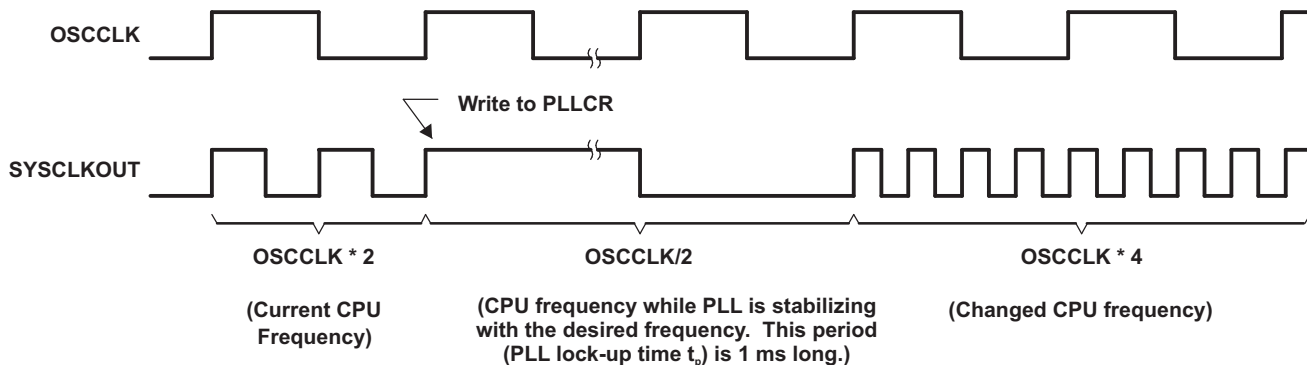 OSCCLK
Write to PLLCR
SYSCLKOUT
OSCCLK * 2
OSCCLK/2
OSCCLK * 4
(Current CPU
Frequency)
(CPU frequency while PLL is stabilizing
with the desired frequency. This period
(PLL lock-up time tp) is 1 ms long.)
(Changed CPU frequency)